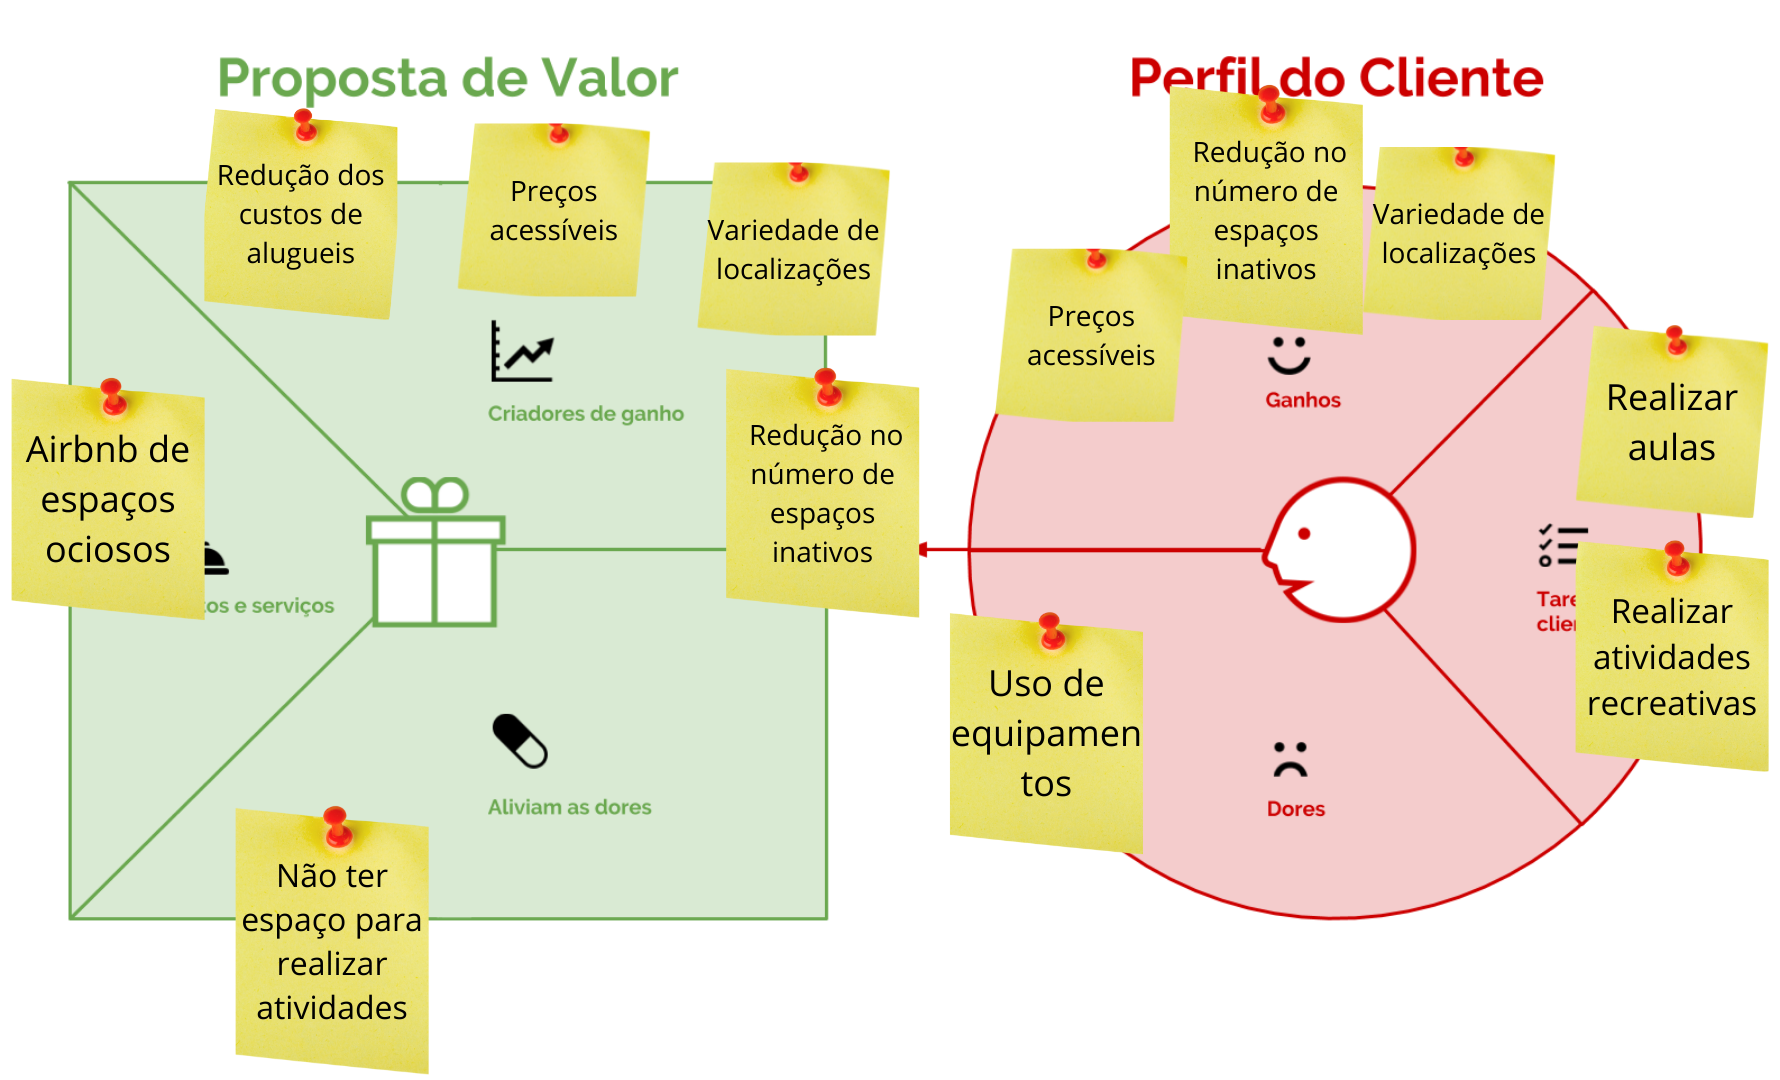 Proposta de Valor
Redução dos
custos de
alugueis
Preços
acessíveis
Variedade de
localizações
Criadores de ganho
Airbnb de
espaços
ociosos
e serviços
Redução no
número de
espaços
inativos
Aliviam as dores
Não ter
espaço para
realizar
atividades
Perfil do Cliente
Redução no
número de
espaços
inativos
Variedade de
localizações
Preços
acessíveis
Ganhos
Realizar
aulas
Realizar
atividades
recreativas
Uso de
equipamen
tos
Dores